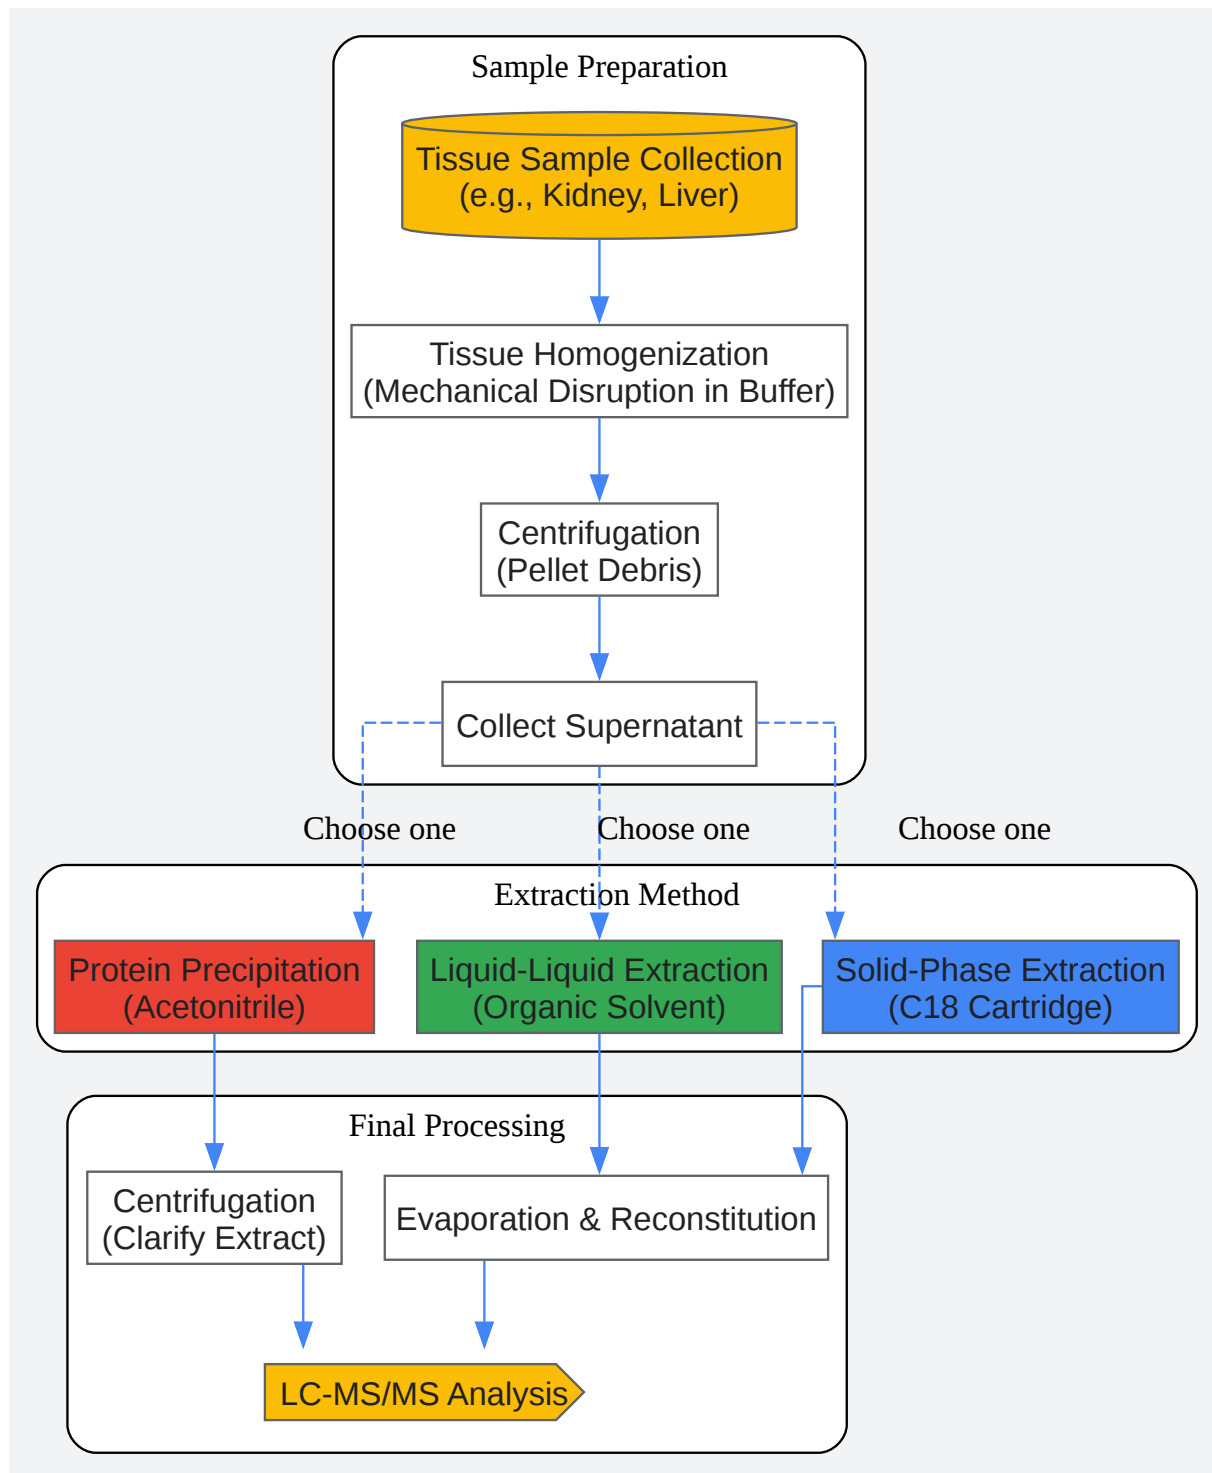 Sample Preparation
Tissue Sample Collection
(e.g., Kidney, Liver)
Tissue Homogenization
(Mechanical Disruption in Buffer)
Centrifugation
(Pellet Debris)
Collect Supernatant
Choose one
Choose one
Choose one
Extraction Method
Protein Precipitation
(Acetonitrile)
Liquid-Liquid Extraction
(Organic Solvent)
Solid-Phase Extraction
(C18 Cartridge)
Final Processing
Centrifugation
(Clarify Extract)
Evaporation & Reconstitution
LC-MS/MS Analysis